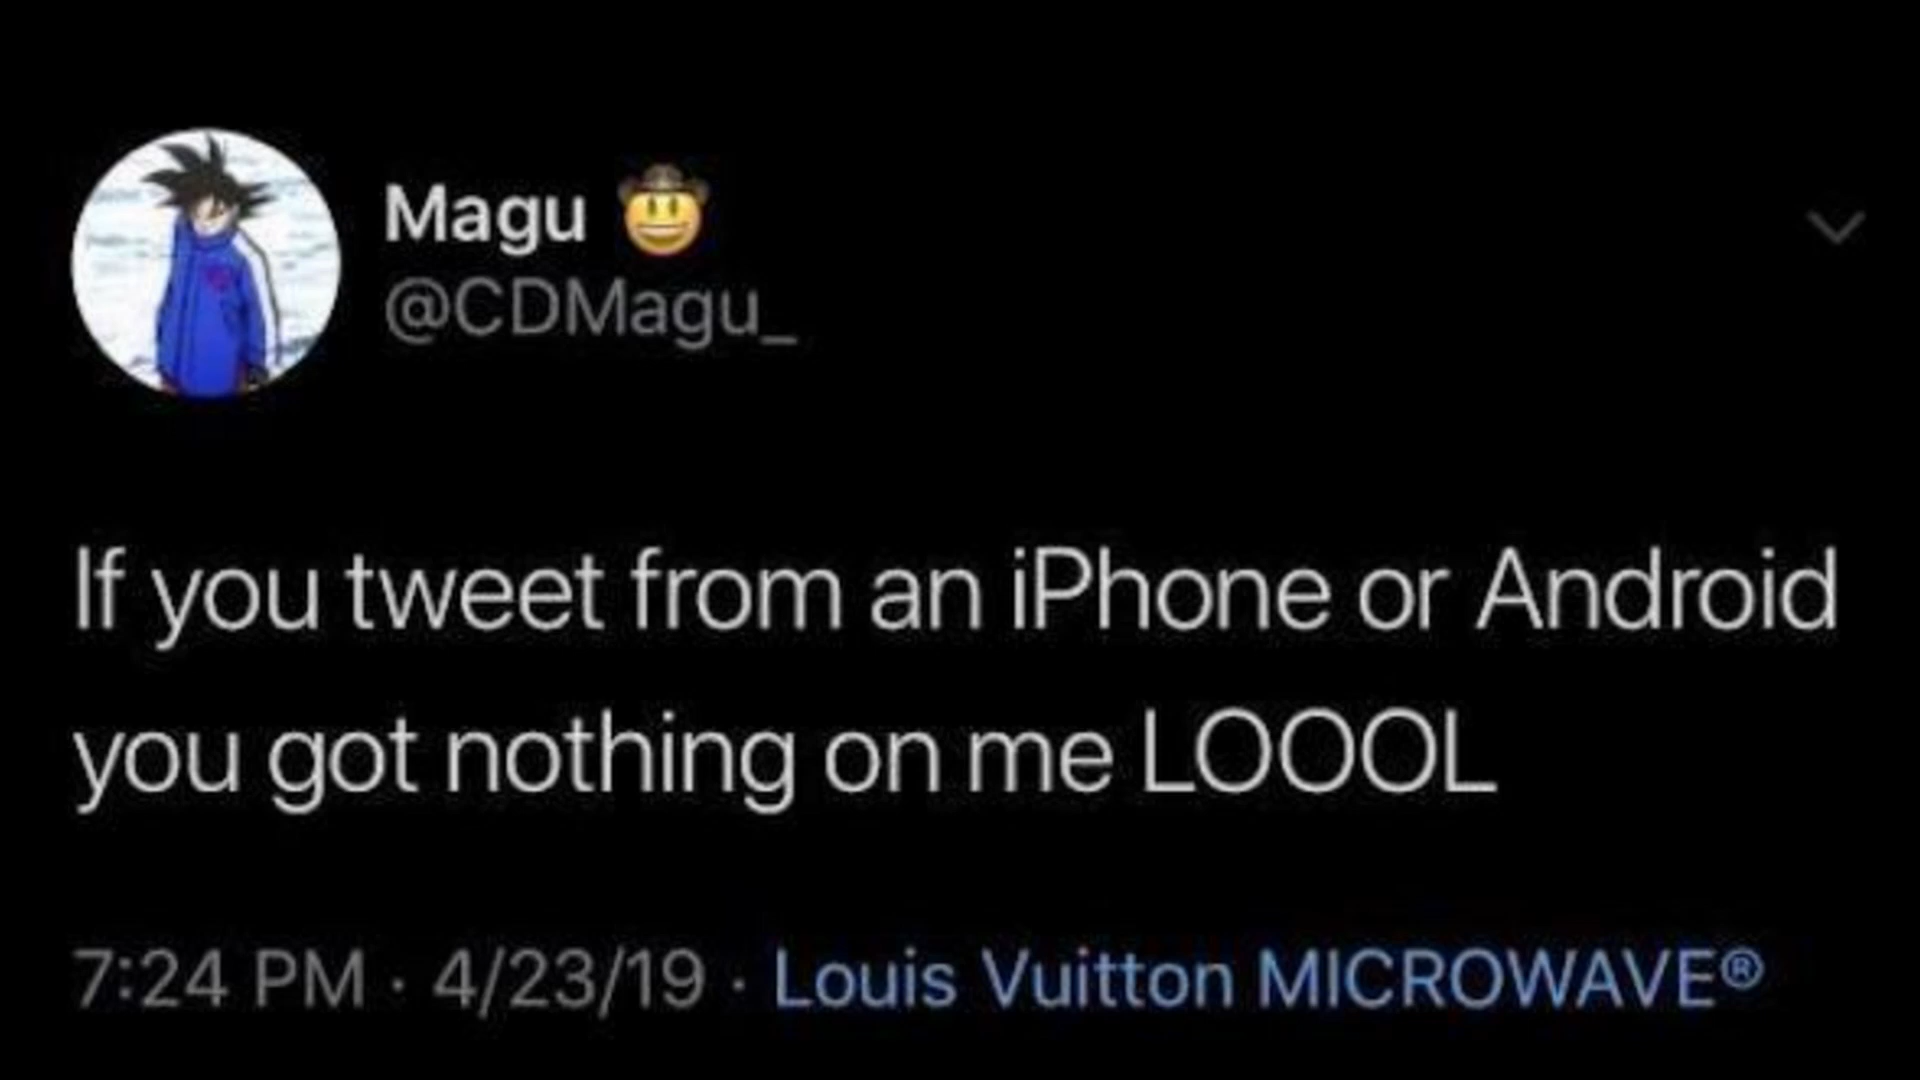 Magu 🤠
@CDMagu_
If you tweet from an iPhone or Android
you got nothing on me LOOOL
7:24 PM · 4/23/19 · Louis Vuitton MICROWAVE®